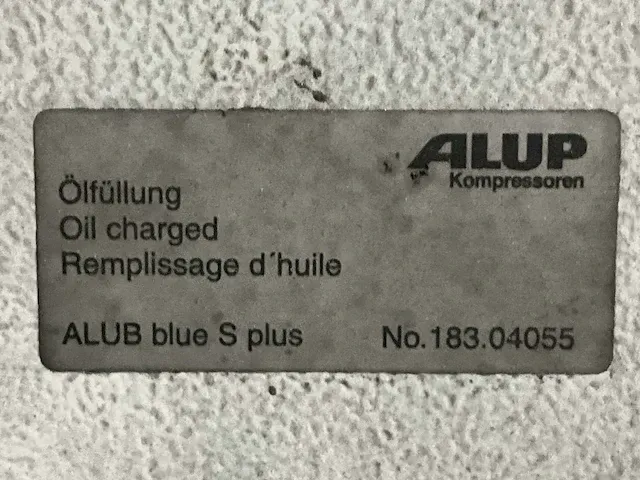 ALUP
Kompressoren
Ölfüllung
Oil charged
Remplissage d´huile
ALUB blue S plus No.183.04055